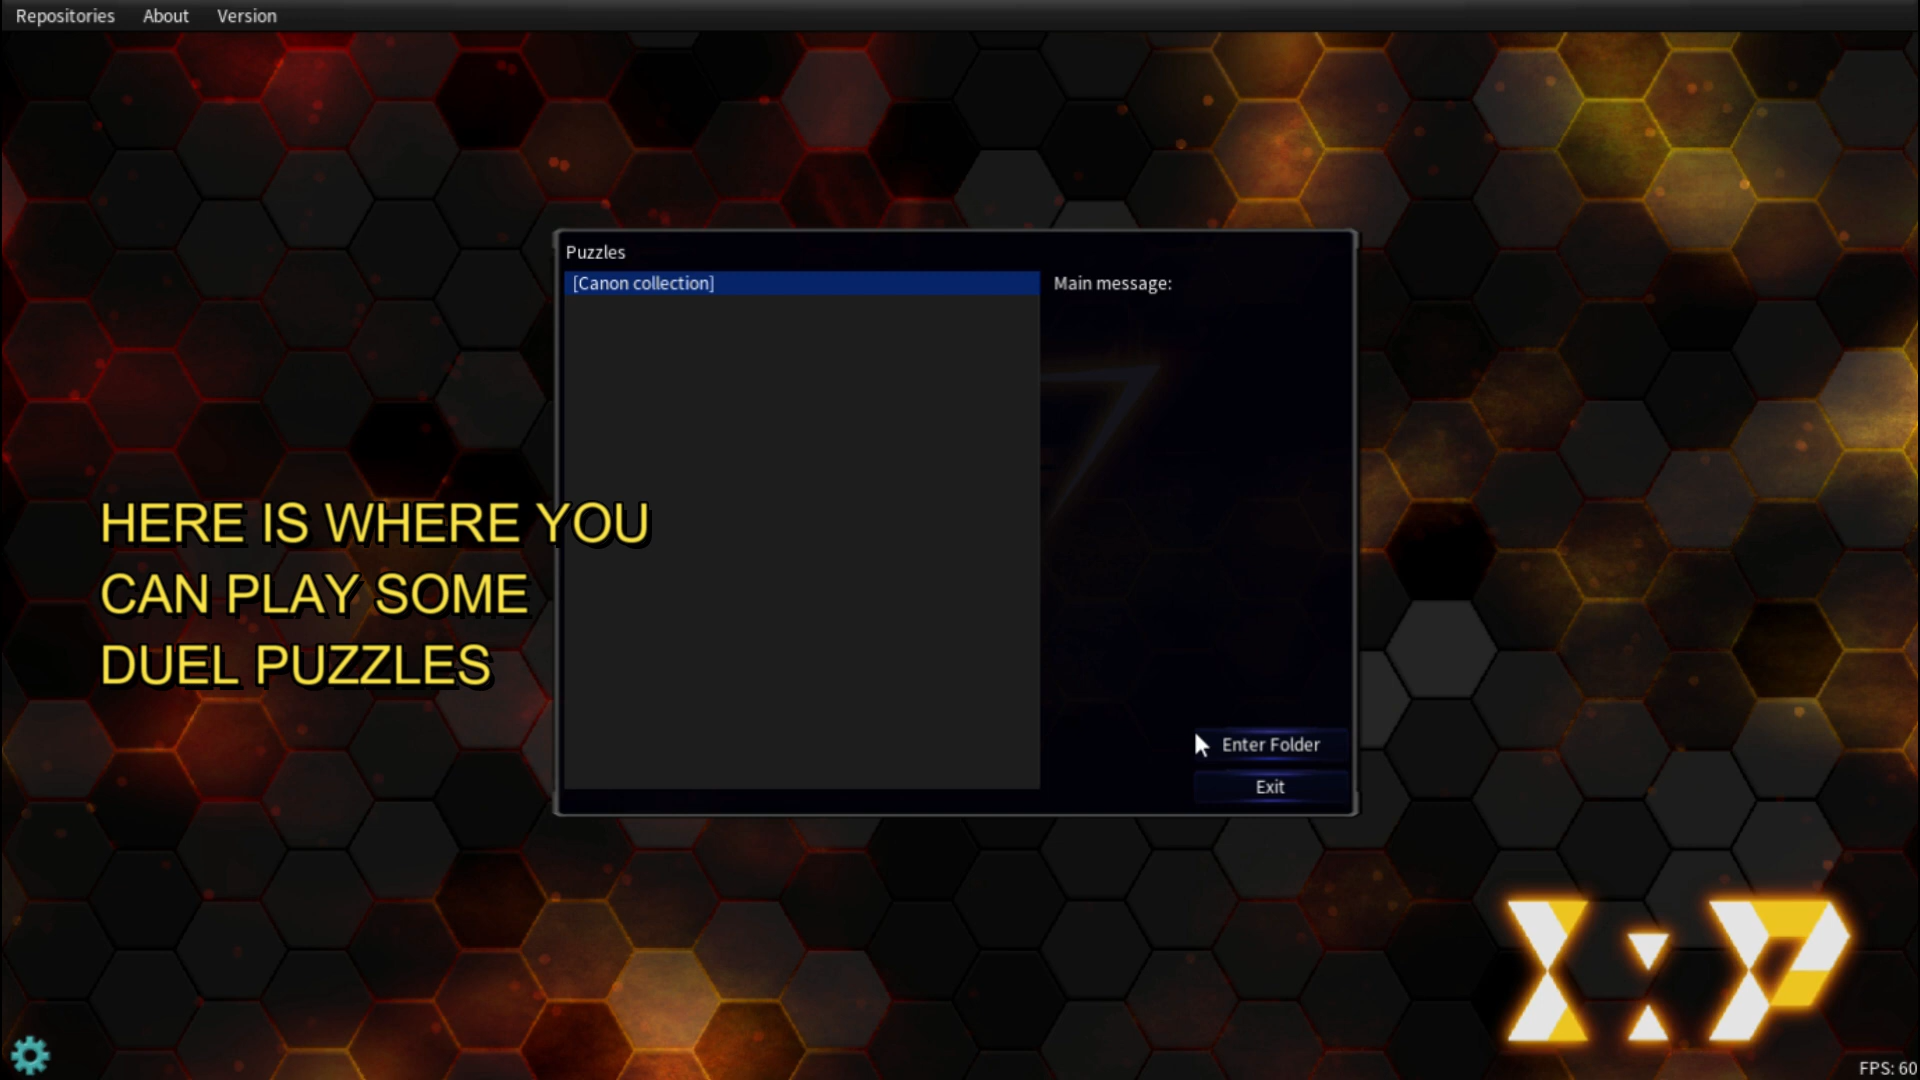 Repositories About Version
Puzzles
[Canon collection]
Main message:
HERE IS WHERE YOU
CAN PLAY SOME
DUEL PUZZLES
Enter Folder
Exit
X:P
FPS: 60